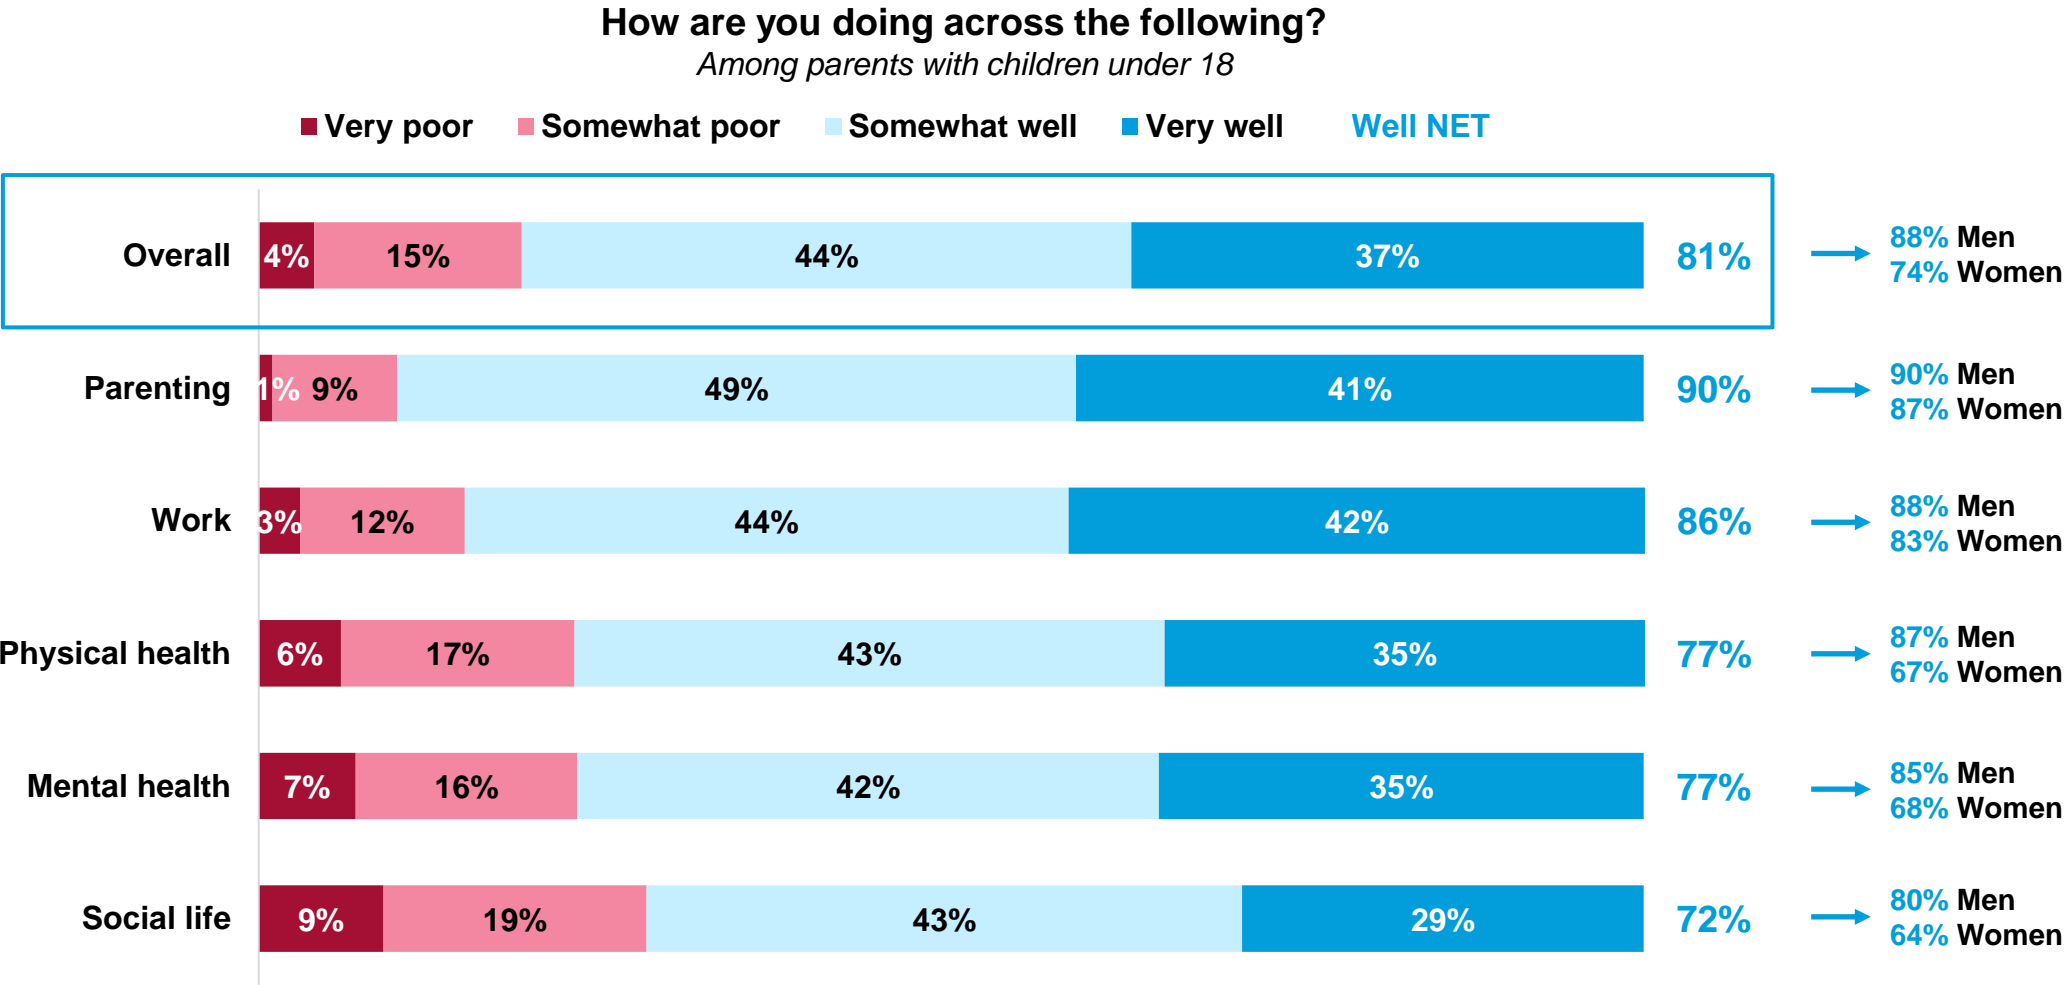 How are you doing across the following?
Among parents with children under 18
Very poor Somewhat poor Somewhat well Very well Well NET
Overall 4% 15% 44% 37% 81% 88% Men
74% Women
Parenting 1% 9% 49% 41% 90% 90% Men
87% Women
Work 3% 12% 44% 42% 86% 88% Men
83% Women
Physical health 6% 17% 43% 35% 77% 87% Men
67% Women
Mental health 7% 16% 42% 35% 77% 85% Men
68% Women
Social life 9% 19% 43% 29% 72% 80% Men
64% Women